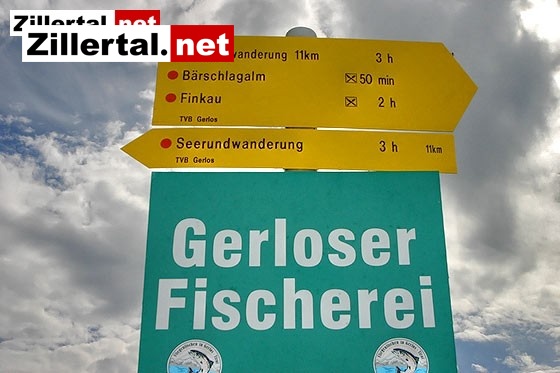 Zillertal.net
Zillertal.net
wanderung 11km 3 h
Bärschlagalm 50 min
Finkau 2 h
TVB Gerlos
Seerundwanderung 3 h 11km
TVB Gerlos
Gerloser
Fischerei